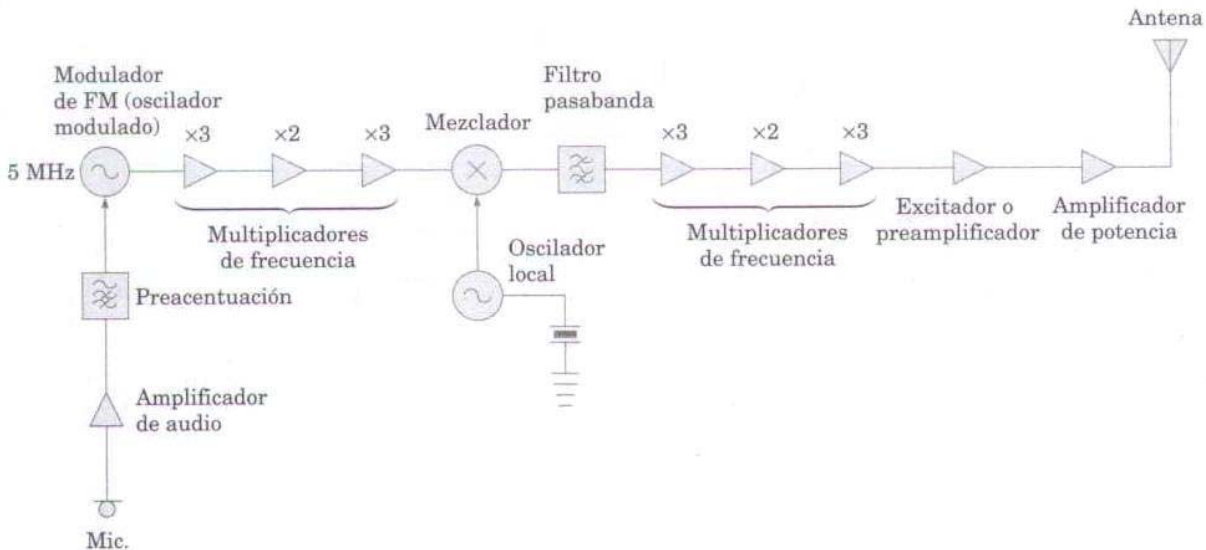 Antena
Modulador
de FM (oscilador
modulado)
Filtro
pasabanda
×3
×2
×3
Mezclador
×3
×2
×3
5 MHz
Multiplicadores
de frecuencia
Oscilador
local
Multiplicadores
de frecuencia
Excitador o
preamplificador
Amplificador
de potencia
Preacentuación
Amplificador
de audio
Mic.